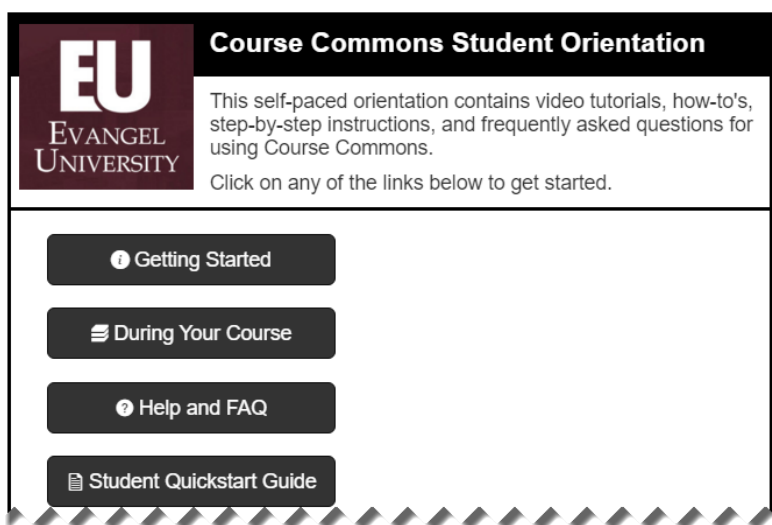 Course Commons Student Orientation
EU
EVANGEL
UNIVERSITY
This self-paced orientation contains video tutorials, how-to's,
step-by-step instructions, and frequently asked questions for
using Course Commons.
Click on any of the links below to get started.
Getting Started
During Your Course
Help and FAQ
Student Quickstart Guide